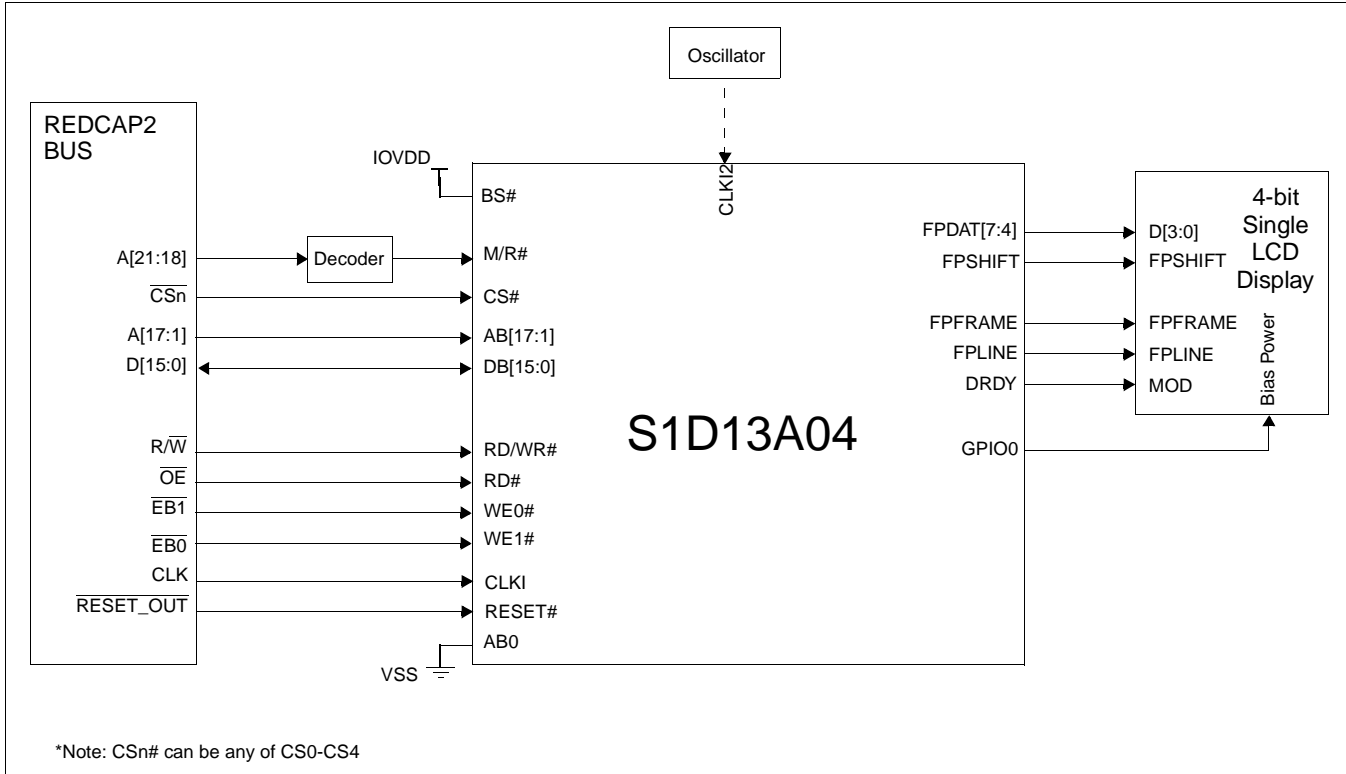 Oscillator
REDCAP2
BUS
IOVDD
BS#
CLKI2
A[21:18]
Decoder
M/R#
CSn
CS#
A[17:1]
AB[17:1]
D[15:0]
DB[15:0]
R/W
RD/WR#
OE
RD#
EB1
WE0#
EB0
WE1#
CLK
CLKI
RESET_OUT
RESET#
AB0
VSS
S1D13A04
FPDAT[7:4]
FPSHIFT
FPFRAME
FPLINE
DRDY
GPIO0
4-bit
Single
LCD
Display
D[3:0]
FPSHIFT
FPFRAME
FPLINE
MOD
Bias Power
*Note: CSn# can be any of CS0-CS4